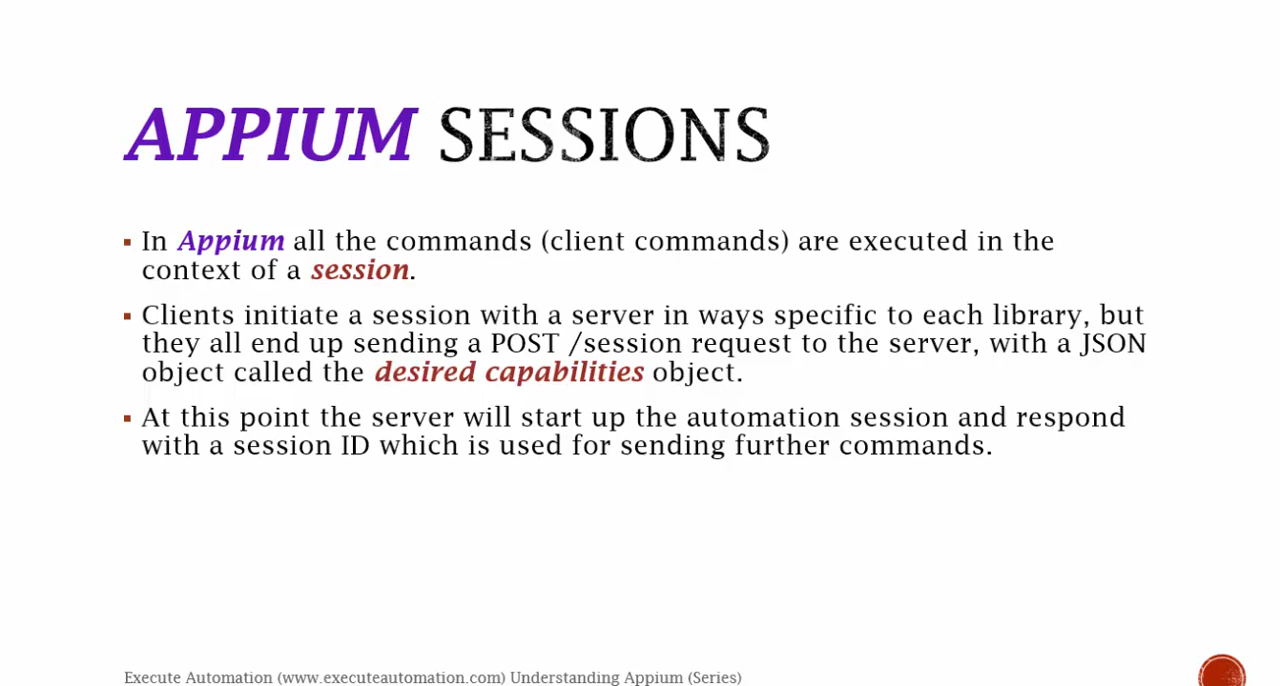 APPIUM SESSIONS
▪ In Appium all the commands (client commands) are executed in the
context of a session.
▪ Clients initiate a session with a server in ways specific to each library, but
they all end up sending a POST /session request to the server, with a JSON
object called the desired capabilities object.
▪ At this point the server will start up the automation session and respond
with a session ID which is used for sending further commands.
Execute Automation (www.executeautomation.com) Understanding Appium (Series)